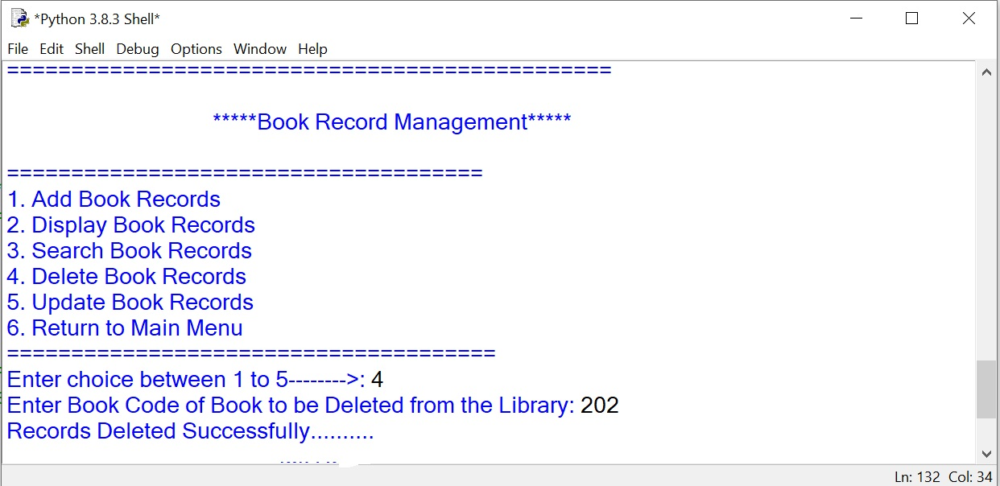 *Python 3.8.3 Shell*
File Edit Shell Debug Options Window Help
===============================================
*****Book Record Management*****
=====================================
1. Add Book Records
2. Display Book Records
3. Search Book Records
4. Delete Book Records
5. Update Book Records
6. Return to Main Menu
======================================
Enter choice between 1 to 5-------->: 4
Enter Book Code of Book to be Deleted from the Library: 202
Records Deleted Successfully..........
Ln: 132 Col: 34